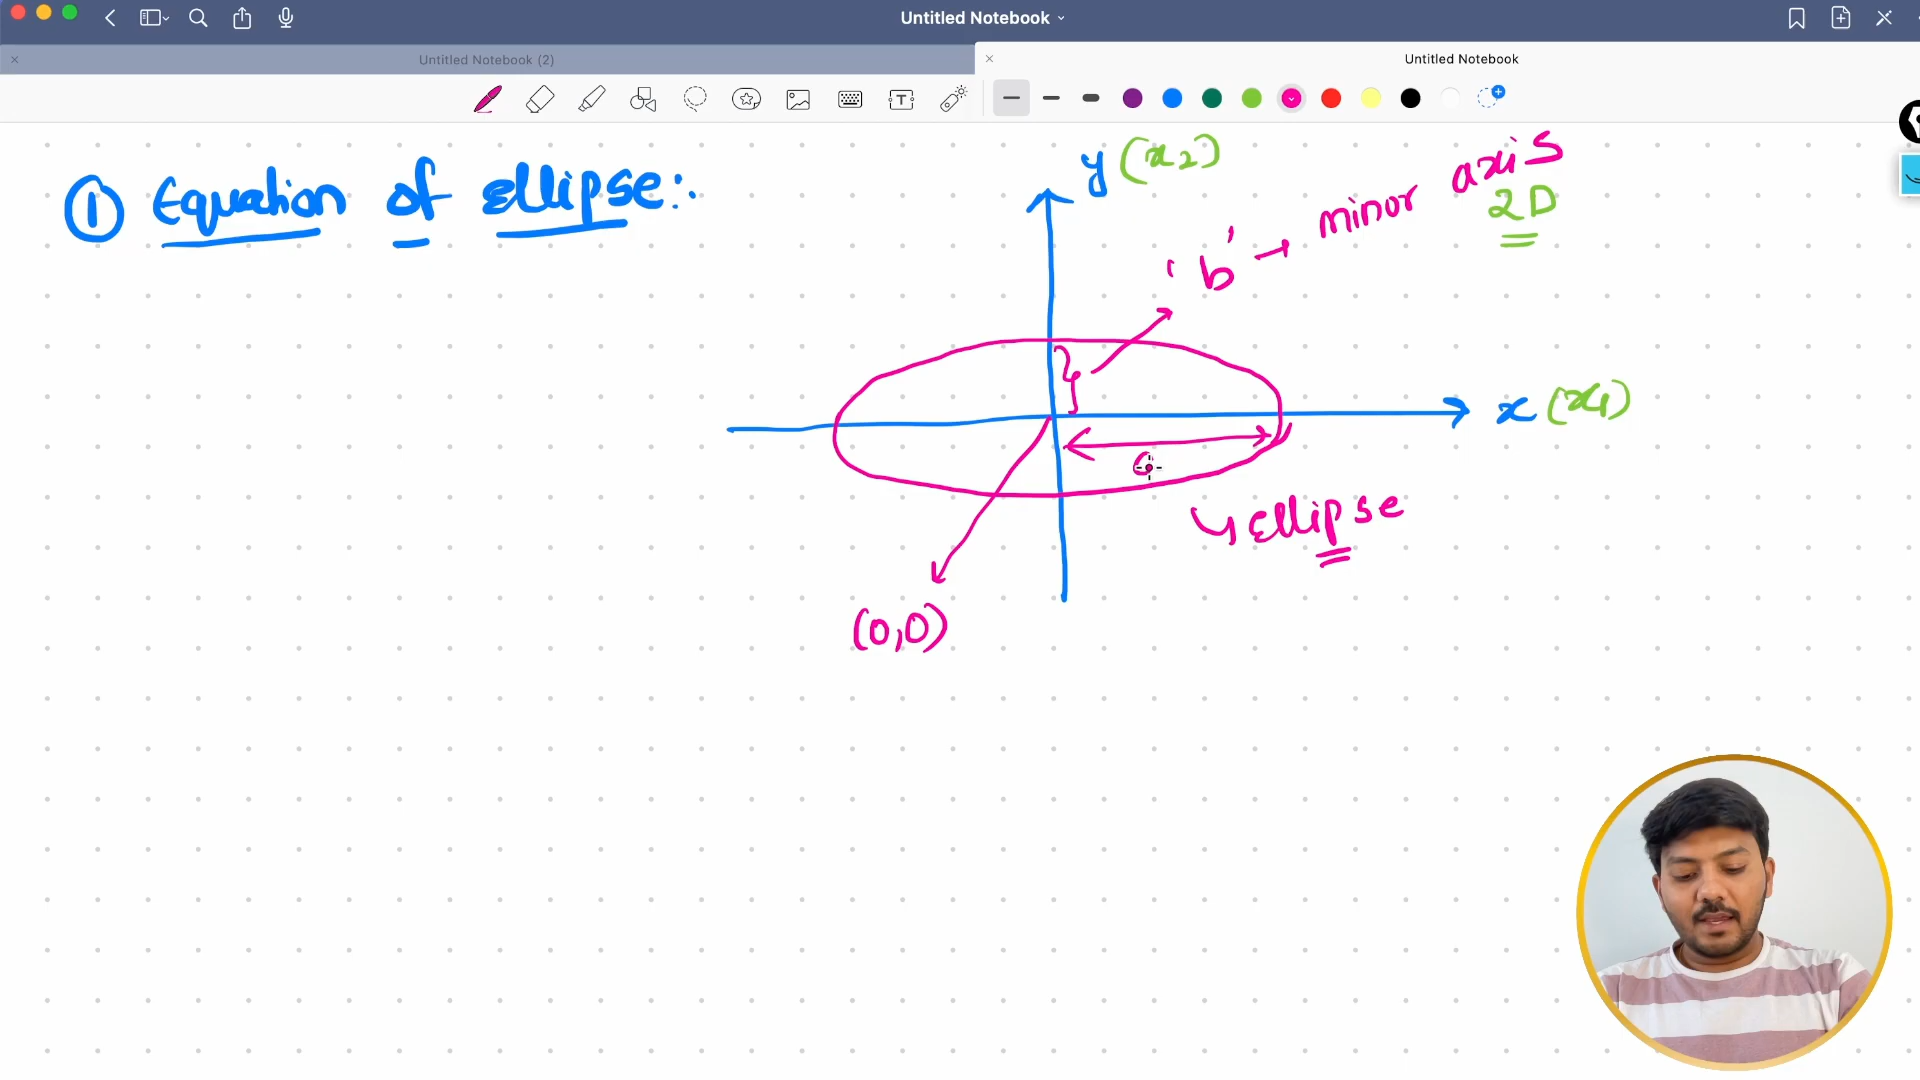 Untitled Notebook
Untitled Notebook (2)
Untitled Notebook
① Equation of ellipse:
y (x2)
'b' → minor axis
2D
x (x1)
ellipse
(0,0)